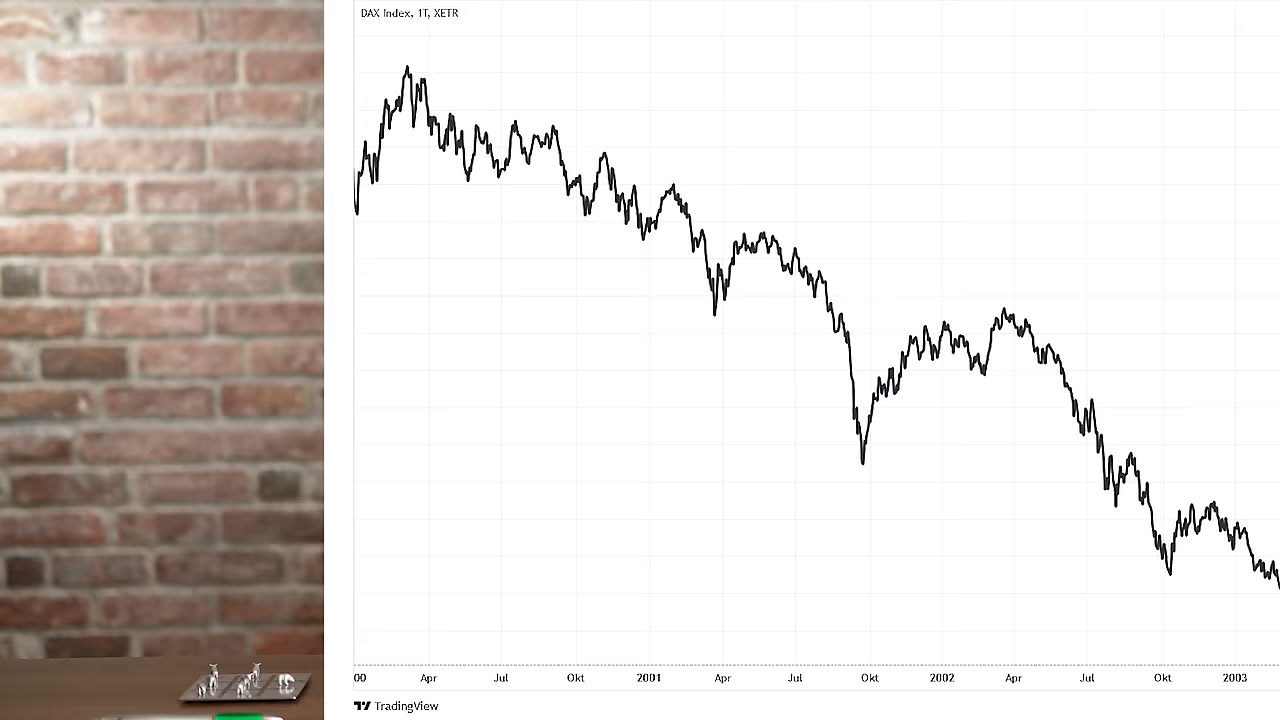 DAX Index, 1T, XETR
00 Apr Jul Okt 2001 Apr Jul Okt 2002 Apr Jul Okt 2003
TradingView